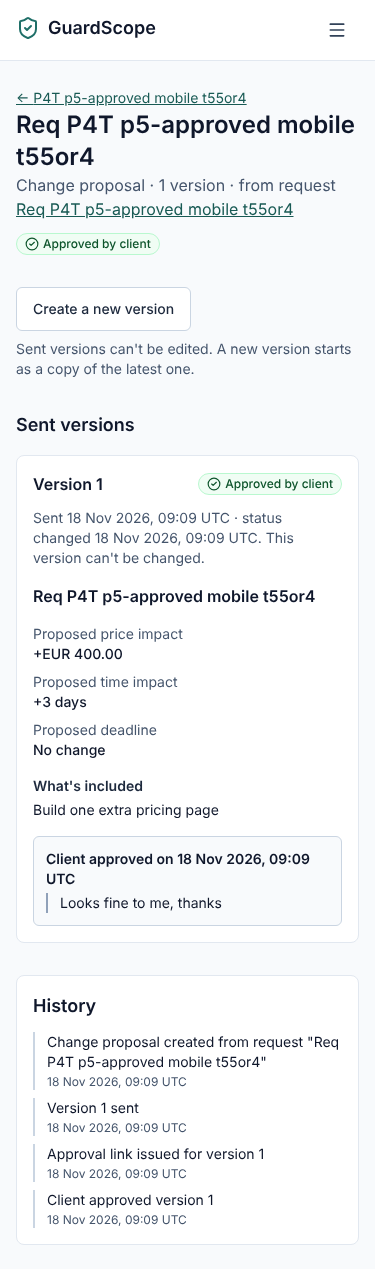 GuardScope
← P4T p5-approved mobile t55or4
Req P4T p5-approved mobile
t55or4
Change proposal · 1 version · from request
Req P4T p5-approved mobile t55or4
Approved by client
Create a new version
Sent versions can't be edited. A new version starts
as a copy of the latest one.
Sent versions
Version 1
Approved by client
Sent 18 Nov 2026, 09:09 UTC · status
changed 18 Nov 2026, 09:09 UTC. This
version can't be changed.
Req P4T p5-approved mobile t55or4
Proposed price impact
+EUR 400.00
Proposed time impact
+3 days
Proposed deadline
No change
What's included
Build one extra pricing page
Client approved on 18 Nov 2026, 09:09
UTC
Looks fine to me, thanks
History
Change proposal created from request "Req
P4T p5-approved mobile t55or4"
18 Nov 2026, 09:09 UTC
Version 1 sent
18 Nov 2026, 09:09 UTC
Approval link issued for version 1
18 Nov 2026, 09:09 UTC
Client approved version 1
18 Nov 2026, 09:09 UTC